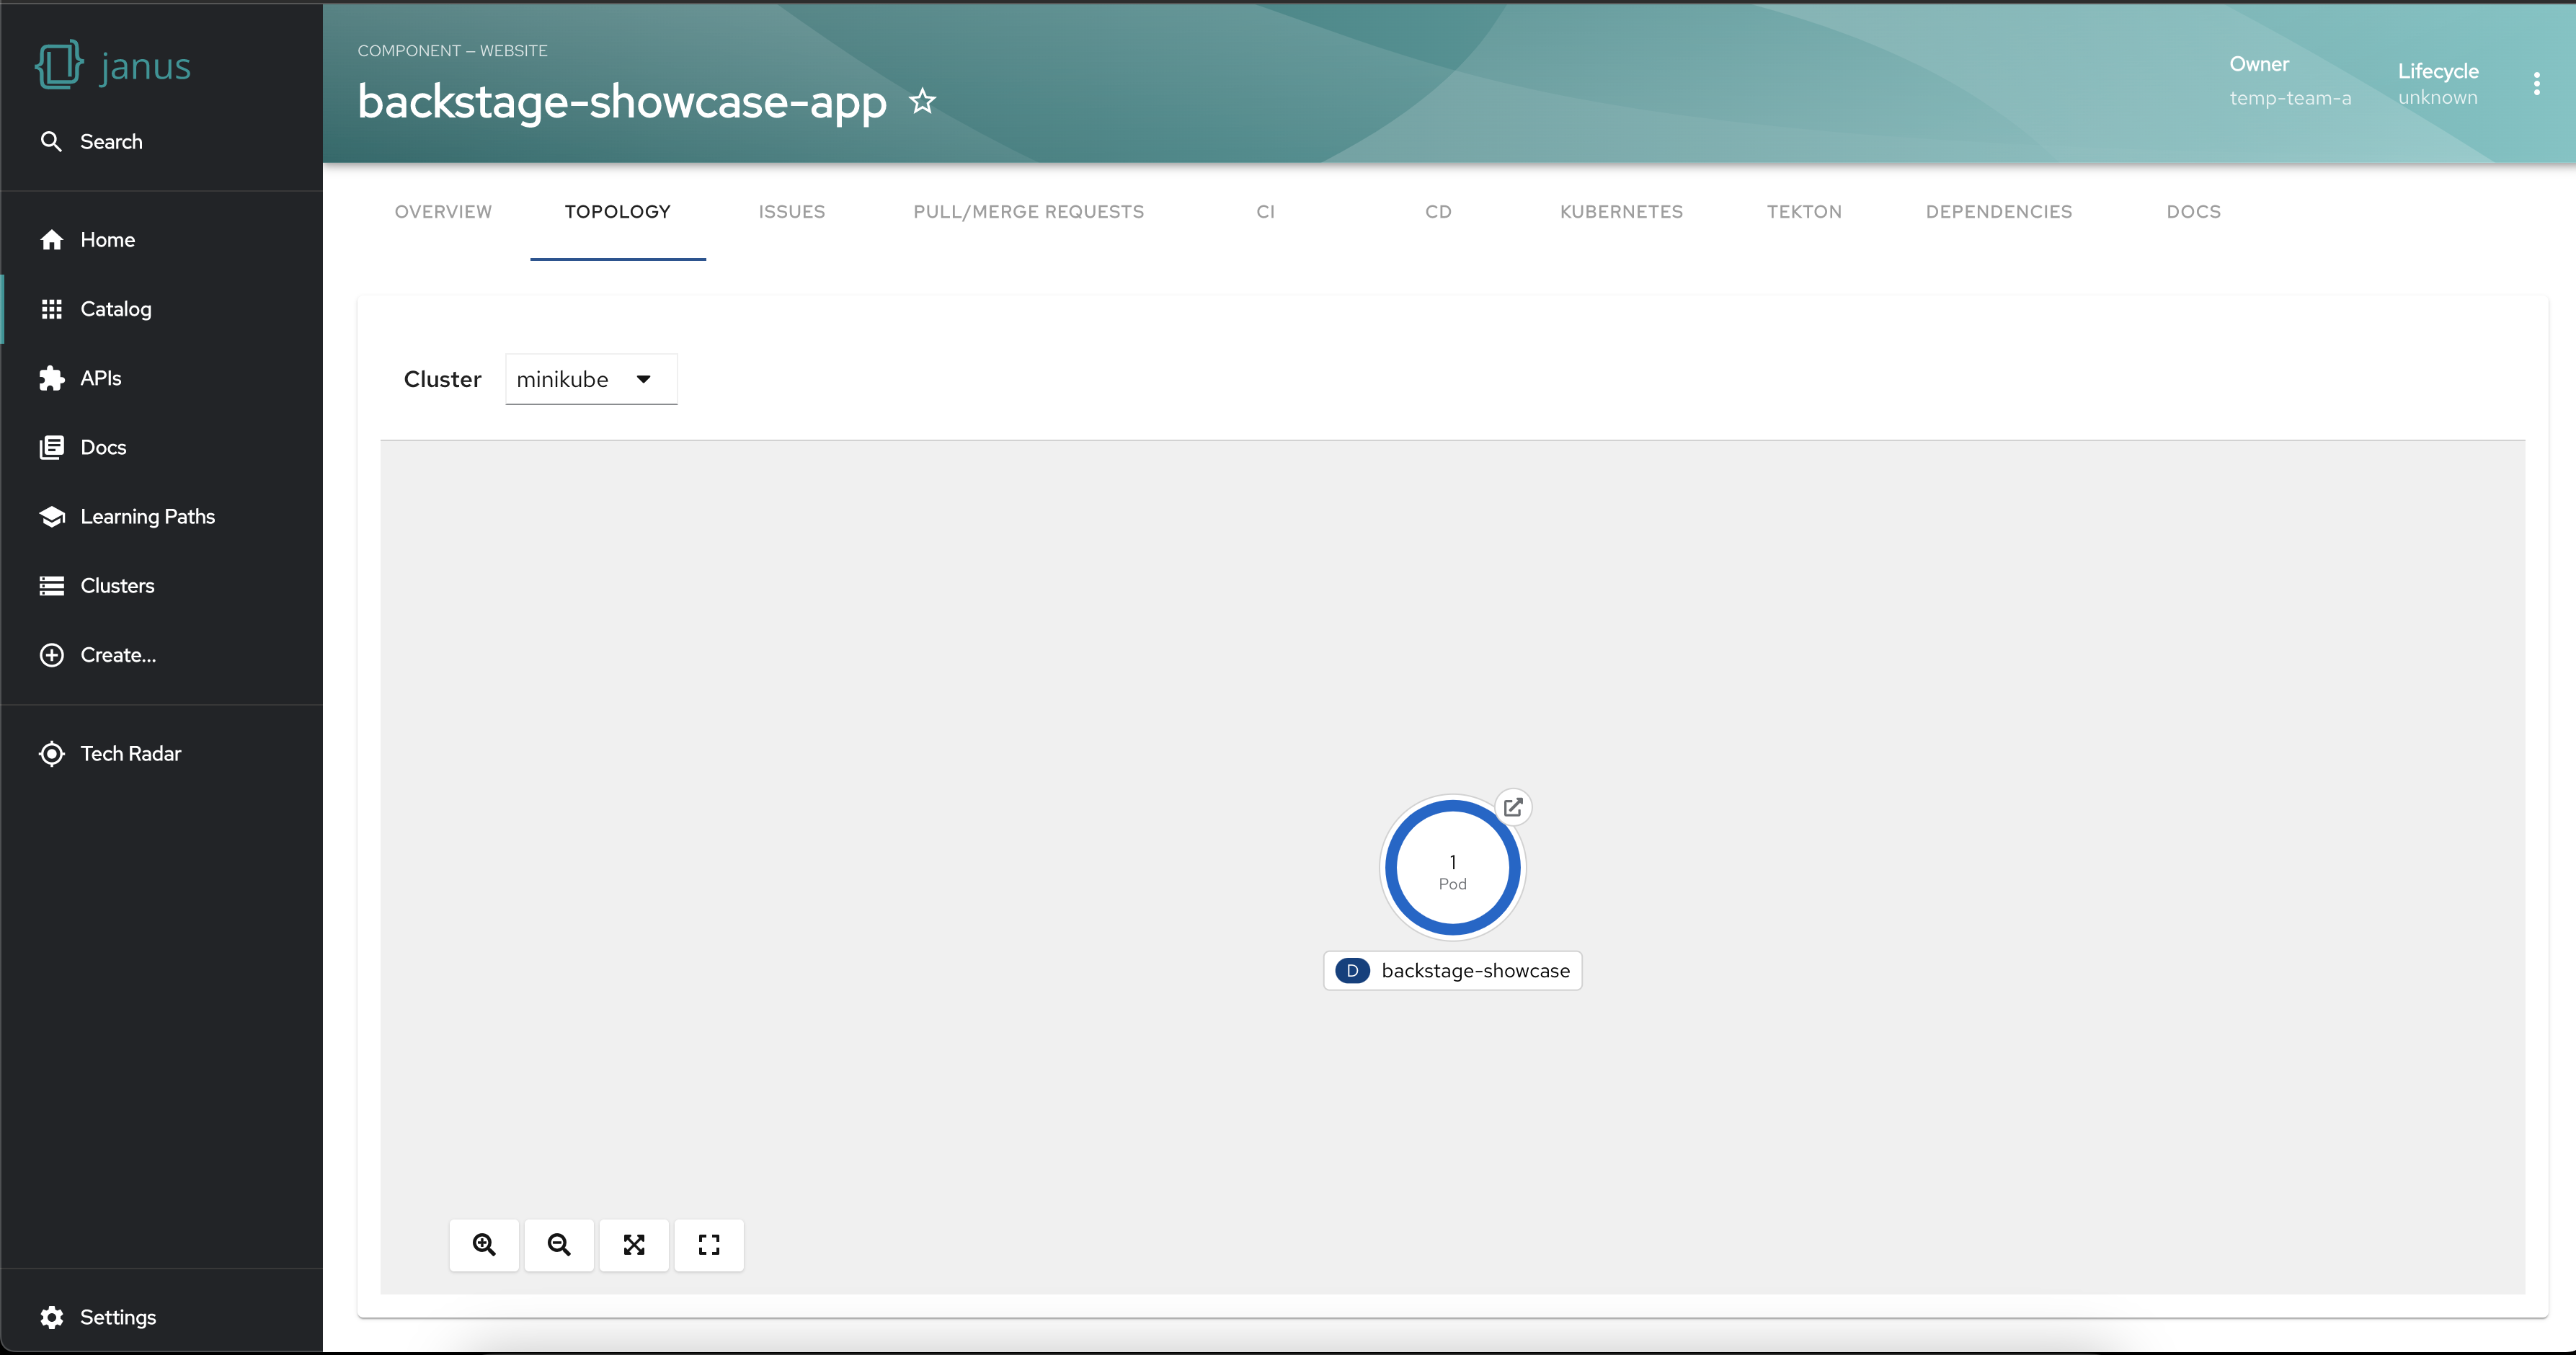 janus
Search
Home
Catalog
APIs
Docs
Learning Paths
Clusters
Create...
Tech Radar
Settings
COMPONENT — WEBSITE
backstage-showcase-app
Owner
temp-team-a
Lifecycle
unknown
OVERVIEW TOPOLOGY ISSUES PULL/MERGE REQUESTS CI CD KUBERNETES TEKTON DEPENDENCIES DOCS
Cluster minikube
1
Pod
D backstage-showcase